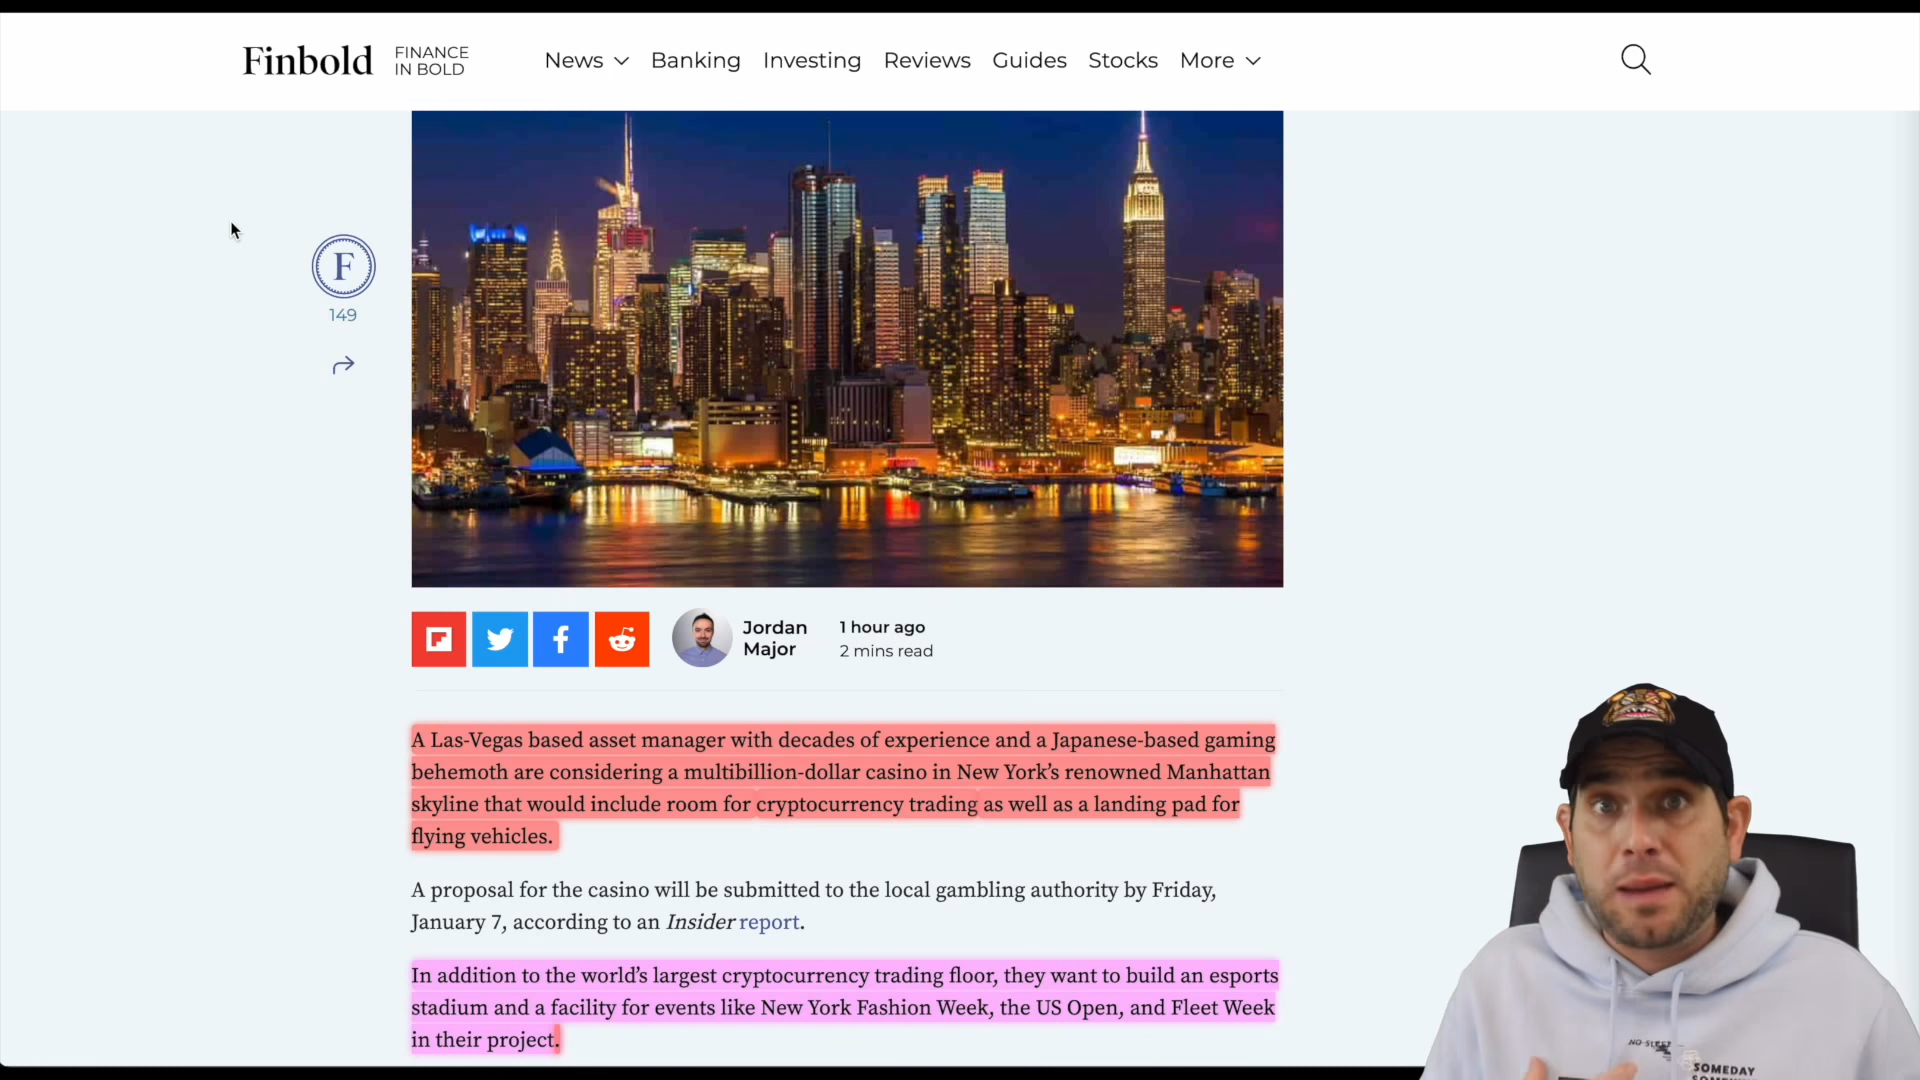 Finbold
FINANCE
IN BOLD
News
Banking
Investing
Reviews
Guides
Stocks
More
F
149
Jordan
Major
1 hour ago
2 mins read
A Las-Vegas based asset manager with decades of experience and a Japanese-based gaming
behemoth are considering a multibillion-dollar casino in New York’s renowned Manhattan
skyline that would include room for cryptocurrency trading as well as a landing pad for
flying vehicles.
A proposal for the casino will be submitted to the local gambling authority by Friday,
January 7, according to an Insider report.
In addition to the world’s largest cryptocurrency trading floor, they want to build an esports
stadium and a facility for events like New York Fashion Week, the US Open, and Fleet Week
in their project.
NO SLEEP
SOMEDAY